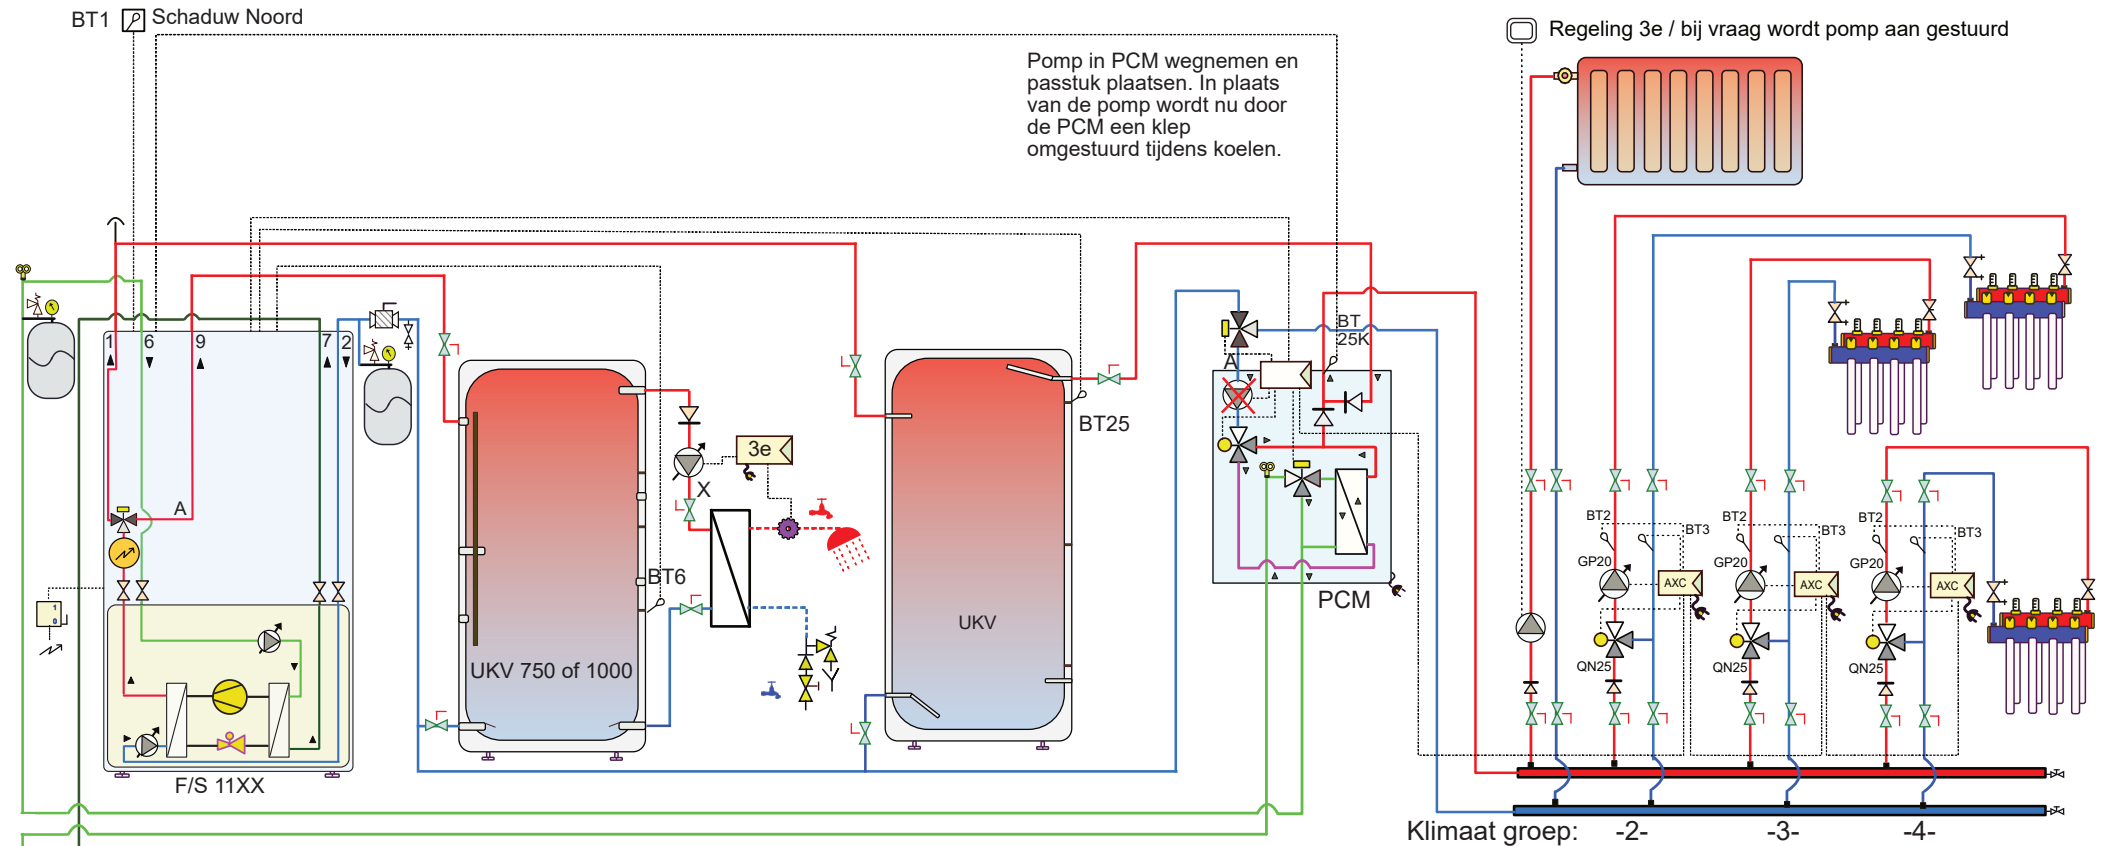 BT1
Schaduw Noord
Regeling 3e / bij vraag wordt pomp aan gestuurd
Pomp in PCM wegnemen en
passtuk plaatsen. In plaats
van de pomp wordt nu door
de PCM een klep
omgestuurd tijdens koelen.
1
6
9
7
2
A
1
0
F/S 11XX
UKV 750 of 1000
BT6
X
3e
UKV
BT25
BT
25K
A
PCM
BT2
BT3
GP20
AXC
QN25
BT2
BT3
GP20
AXC
QN25
BT2
BT3
GP20
AXC
QN25
Klimaat groep:
-2-
-3-
-4-